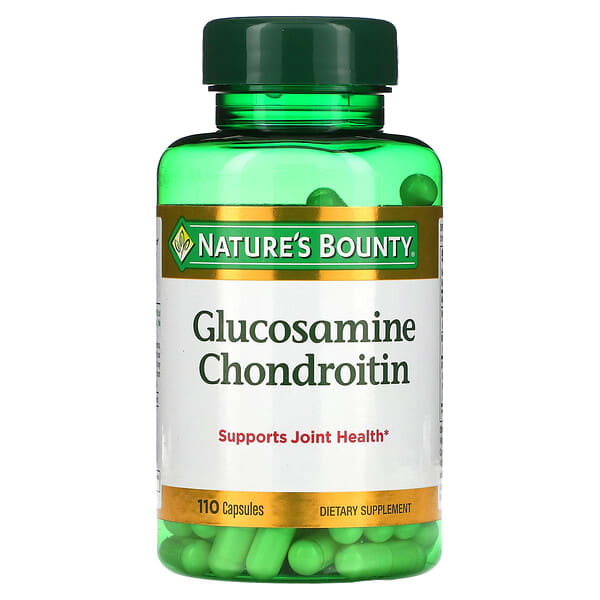 NATURE'S BOUNTY®
Glucosamine
Chondroitin
Supports Joint Health*
110 Capsules
DIETARY SUPPLEMENT